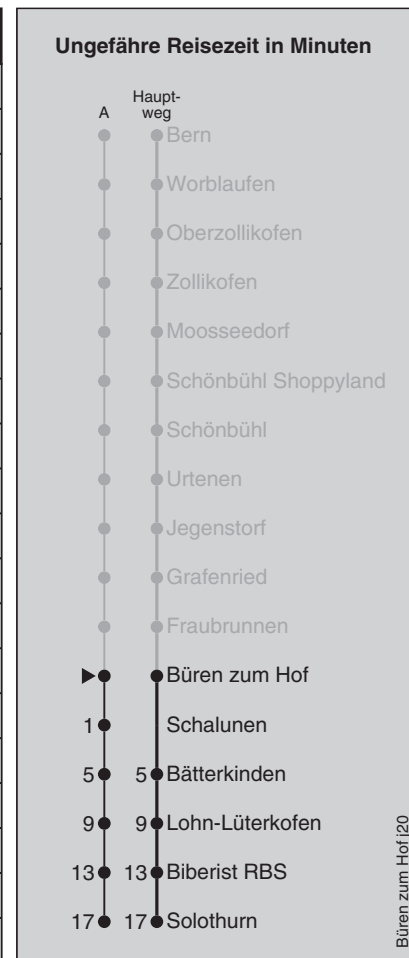 Ungefähre Reisezeit in Minuten
A Haupt-
weg
Bern
Worblaufen
Oberzollikofen
Zollikofen
Moosseedorf
Schönbühl Shoppyland
Schönbühl
Urtenen
Jegenstorf
Grafenried
Fraubrunnen
Büren zum Hof
1 Schalunen
5 5 Bätterkinden
9 9 Lohn-Lüterkofen
13 13 Biberist RBS
17 17 Solothurn
Büren zum Hof j20